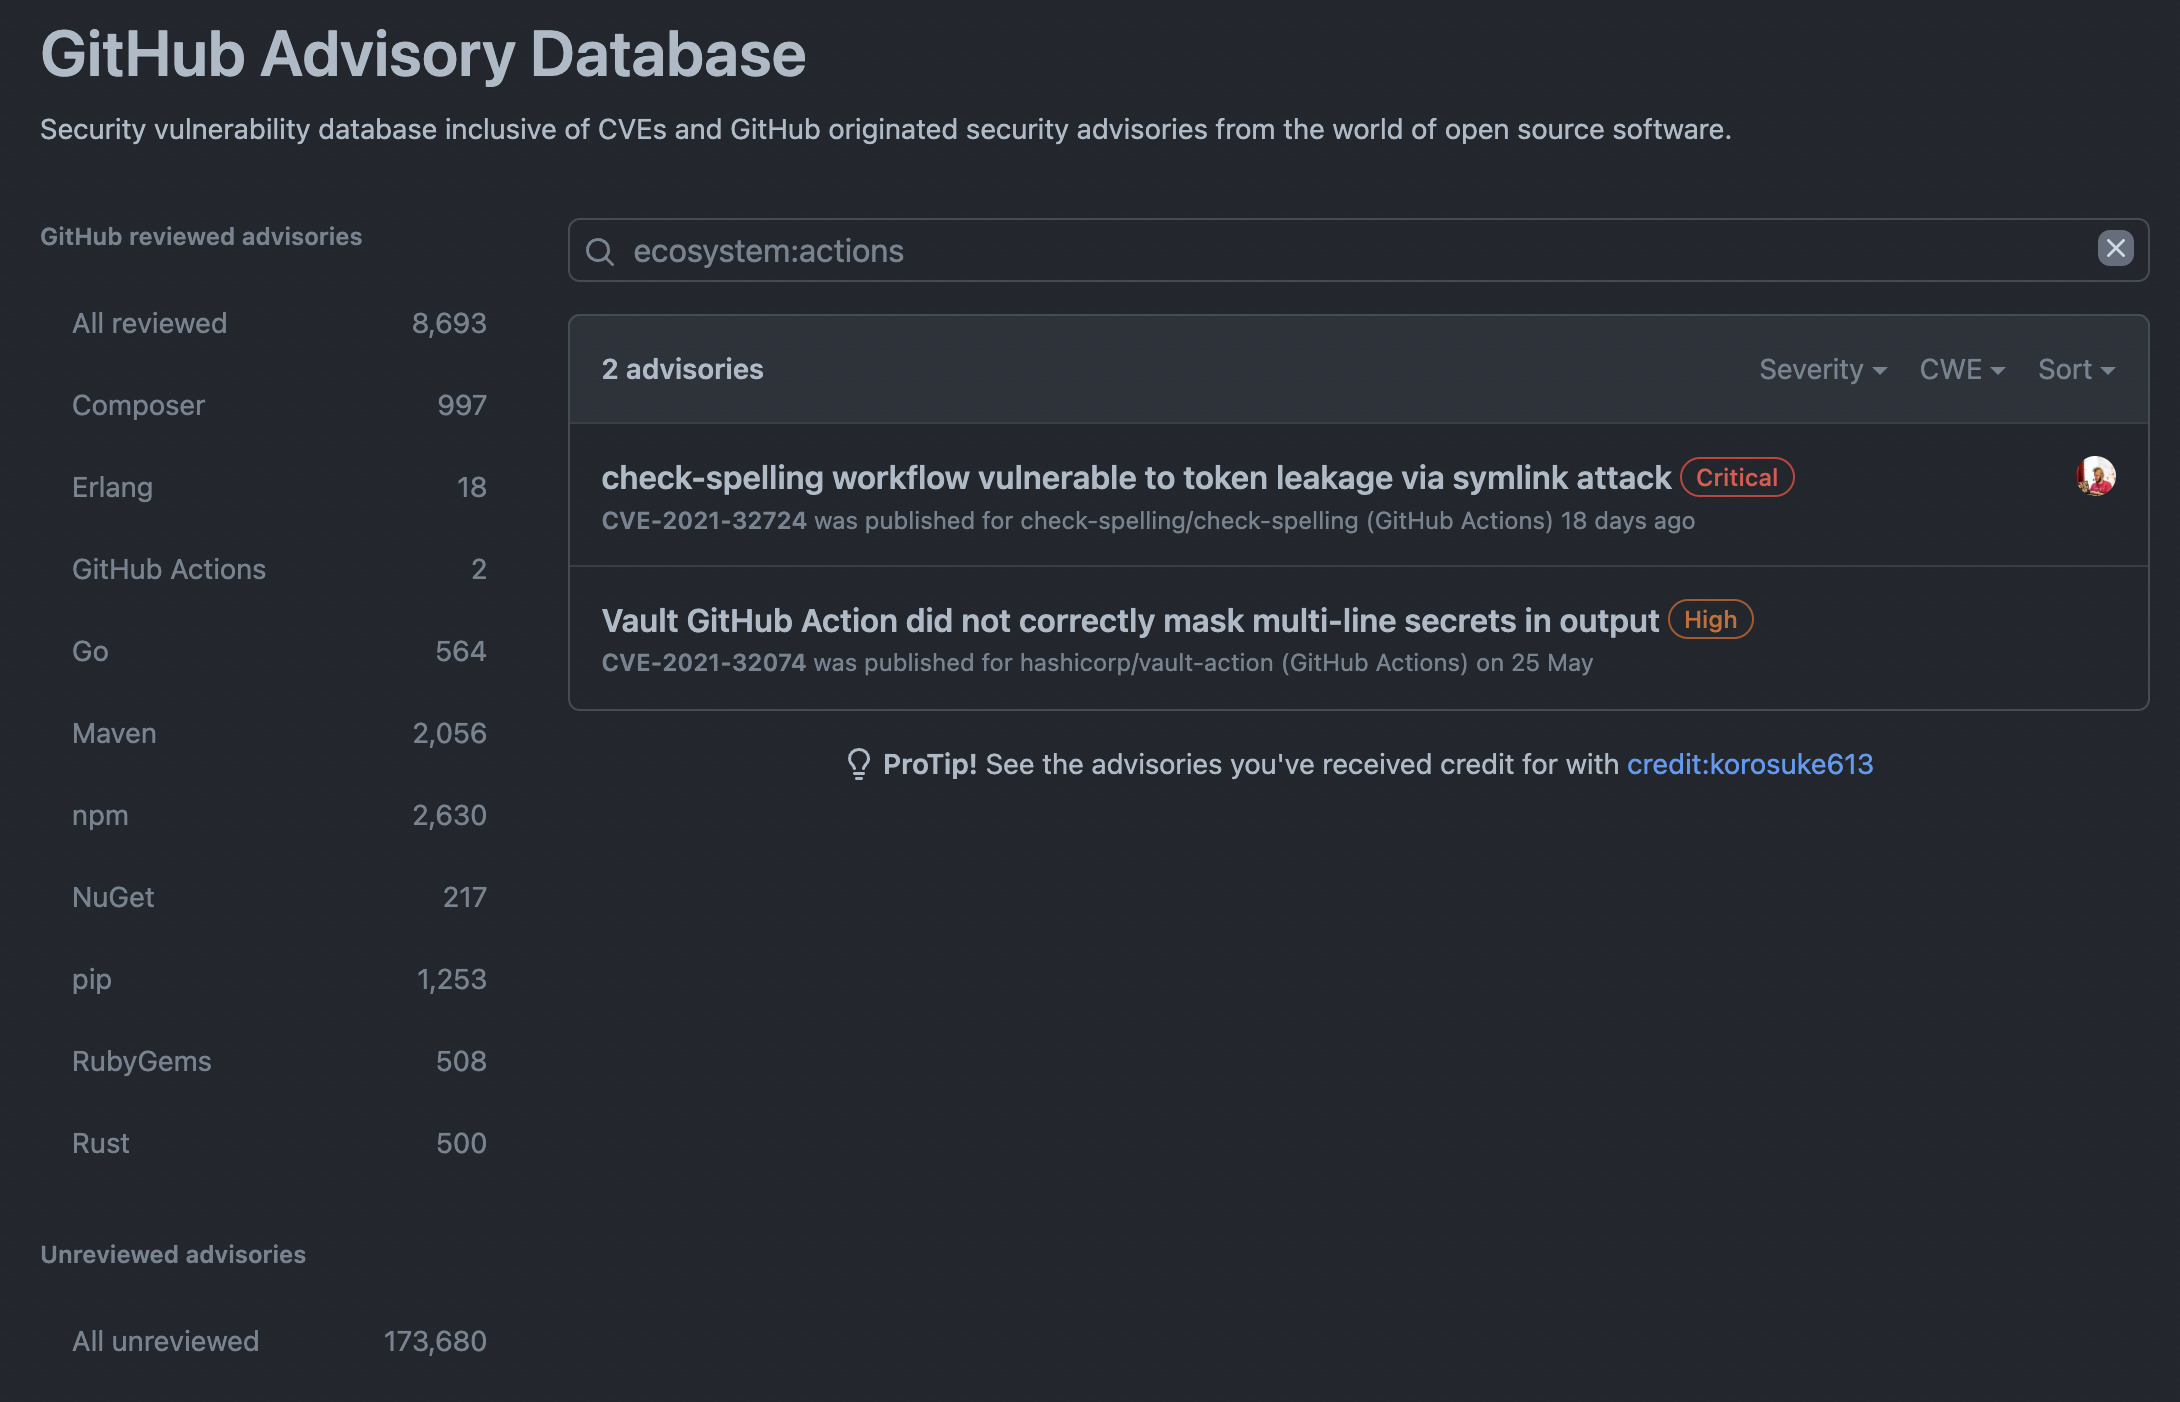 GitHub Advisory Database
Security vulnerability database inclusive of CVEs and GitHub originated security advisories from the world of open source software.
GitHub reviewed advisories
All reviewed 8,693
Composer 997
Erlang 18
GitHub Actions 2
Go 564
Maven 2,056
npm 2,630
NuGet 217
pip 1,253
RubyGems 508
Rust 500
Unreviewed advisories
All unreviewed 173,680
ecosystem:actions
2 advisories Severity CWE Sort
check-spelling workflow vulnerable to token leakage via symlink attack Critical
CVE-2021-32724 was published for check-spelling/check-spelling (GitHub Actions) 18 days ago
Vault GitHub Action did not correctly mask multi-line secrets in output High
CVE-2021-32074 was published for hashicorp/vault-action (GitHub Actions) on 25 May
ProTip! See the advisories you've received credit for with credit:korosuke613